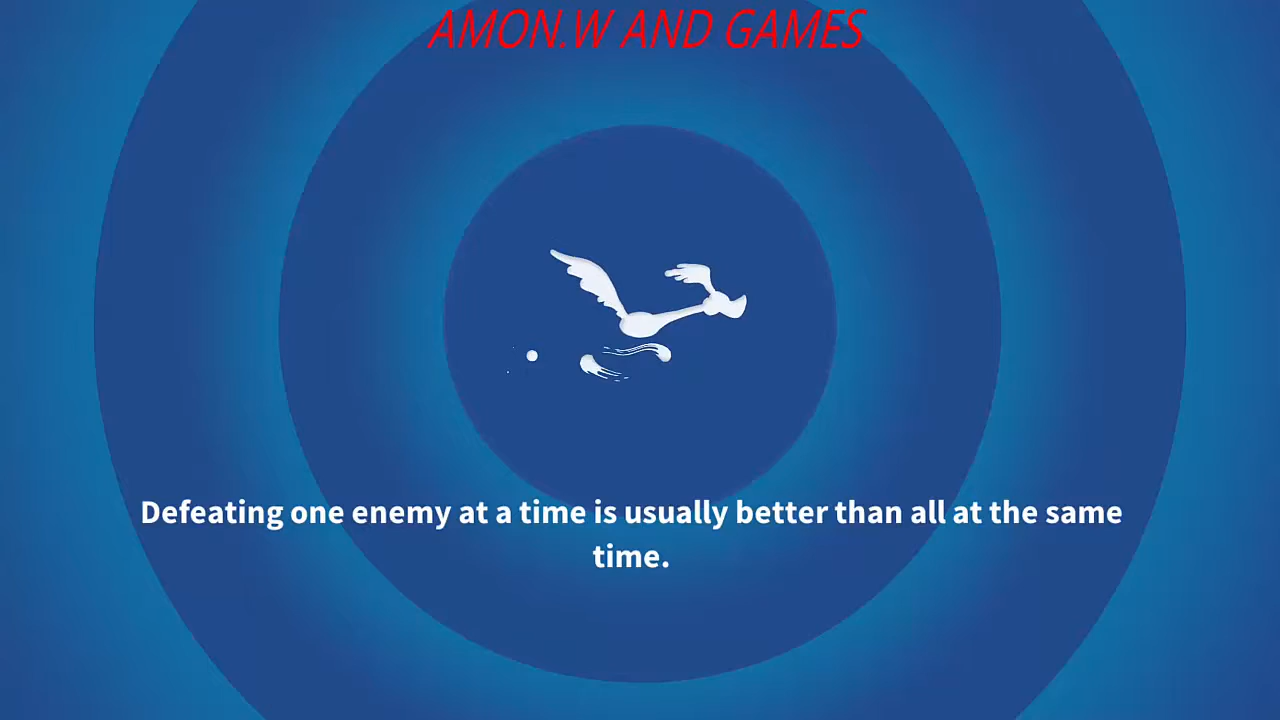 AMON.W AND GAMES
Defeating one enemy at a time is usually better than all at the same
time.